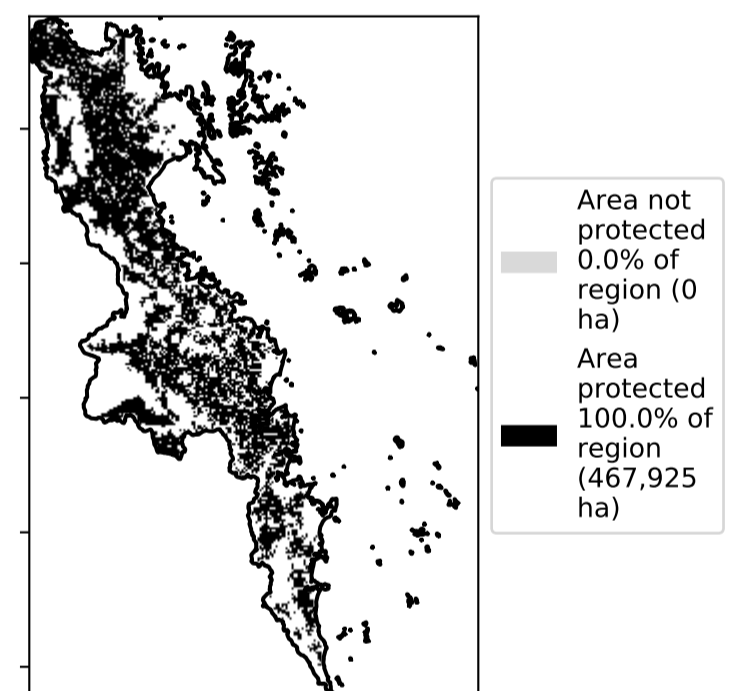 Area not
protected
0.0% of
region (0
ha)
Area
protected
100.0% of
region
(467,925
ha)